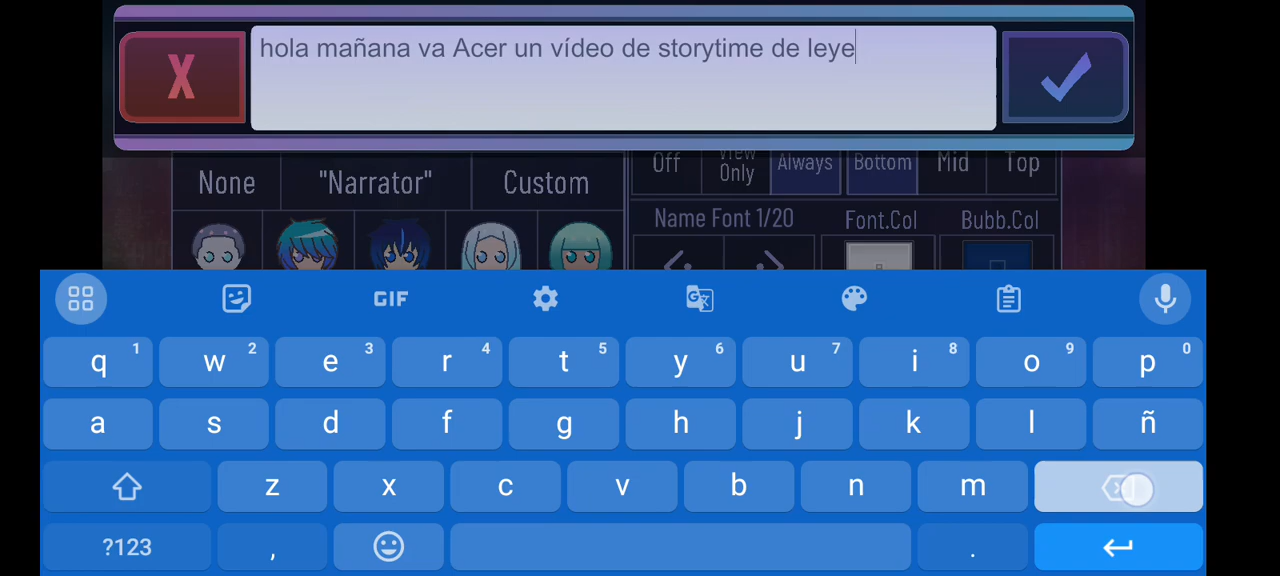 X
hola mañana va Acer un vídeo de storytime de leye
None "Narrator" Custom
Off View Only Always Bottom Mid Top
Name Font 1/20 Font.Col Bubb.Col
GIF
q 1 w 2 e 3 r 4 t 5 y 6 u 7 i 8 o 9 p 0
a s d f g h j k l ñ
z x c v b n m
?123 , .